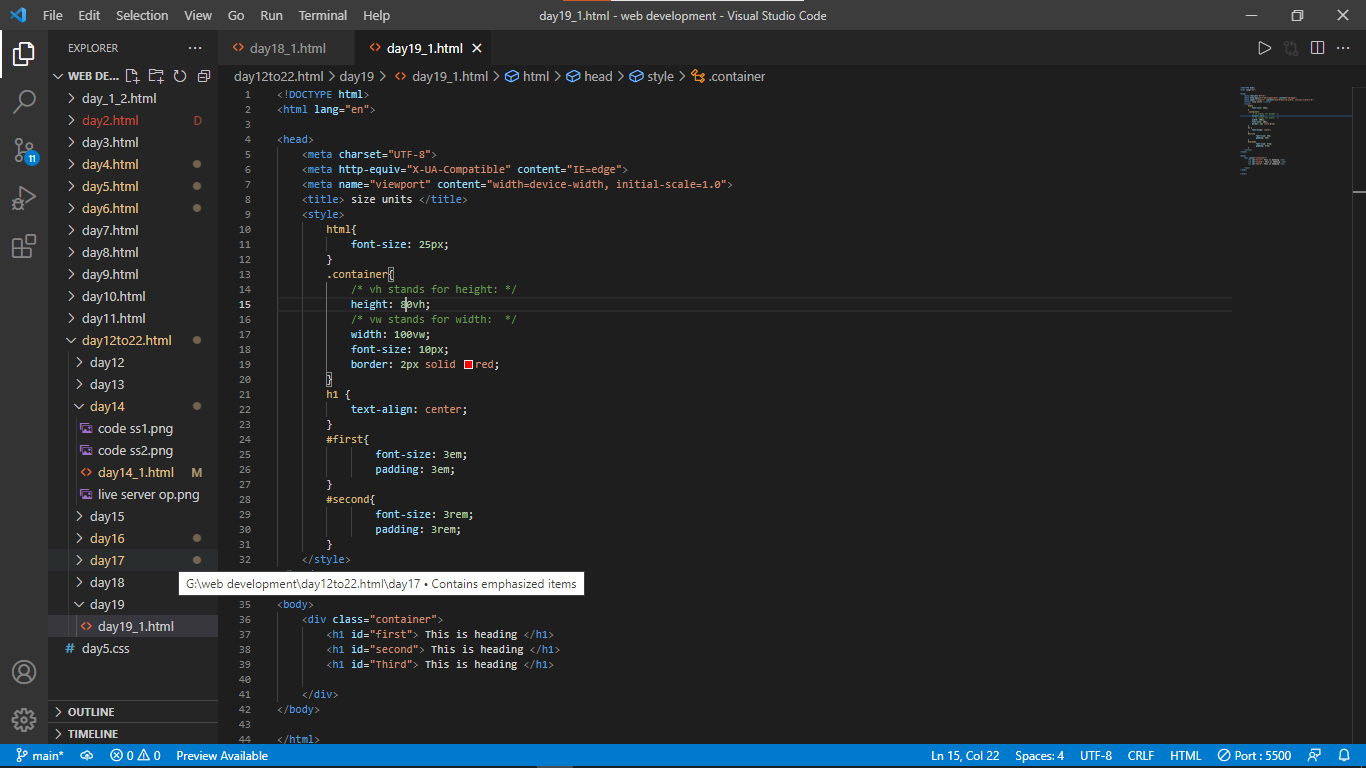 File Edit Selection View Go Run Terminal Help
day19_1.html - web development - Visual Studio Code
EXPLORER
WEB DE...
day_1_2.html
day2.html D
day3.html
day4.html
day5.html
day6.html
day7.html
day8.html
day9.html
day10.html
day11.html
day12to22.html
day12
day13
day14
code ss1.png
code ss2.png
day14_1.html M
live server op.png
day15
day16
day17
day18
day19
day19_1.html
day5.css
OUTLINE
TIMELINE
11
G:\web development\day12to22.html\day17 • Contains emphasized items
day18_1.html day19_1.html
day12to22.html > day19 > day19_1.html > html > head > style > .container
1 <!DOCTYPE html>
2 <html lang="en">
3
4 <head>
5 <meta charset="UTF-8">
6 <meta http-equiv="X-UA-Compatible" content="IE=edge">
7 <meta name="viewport" content="width=device-width, initial-scale=1.0">
8 <title> size units </title>
9 <style>
10 html{
11 font-size: 25px;
12 }
13 .container{
14 /* vh stands for height: */
15 height: 80vh;
16 /* vw stands for width:  */
17 width: 100vw;
18 font-size: 10px;
19 border: 2px solid red;
20 }
21 h1 {
22 text-align: center;
23 }
24 #first{
25 font-size: 3em;
26 padding: 3em;
27 }
28 #second{
29 font-size: 3rem;
30 padding: 3rem;
31 }
32 </style>
35 <body>
36 <div class="container">
37 <h1 id="first"> This is heading </h1>
38 <h1 id="second"> This is heading </h1>
39 <h1 id="Third"> This is heading </h1>
40
41 </div>
42 </body>
43
44 </html>
main* 0 0 Preview Available Ln 15, Col 22 Spaces: 4 UTF-8 CRLF HTML Port : 5500